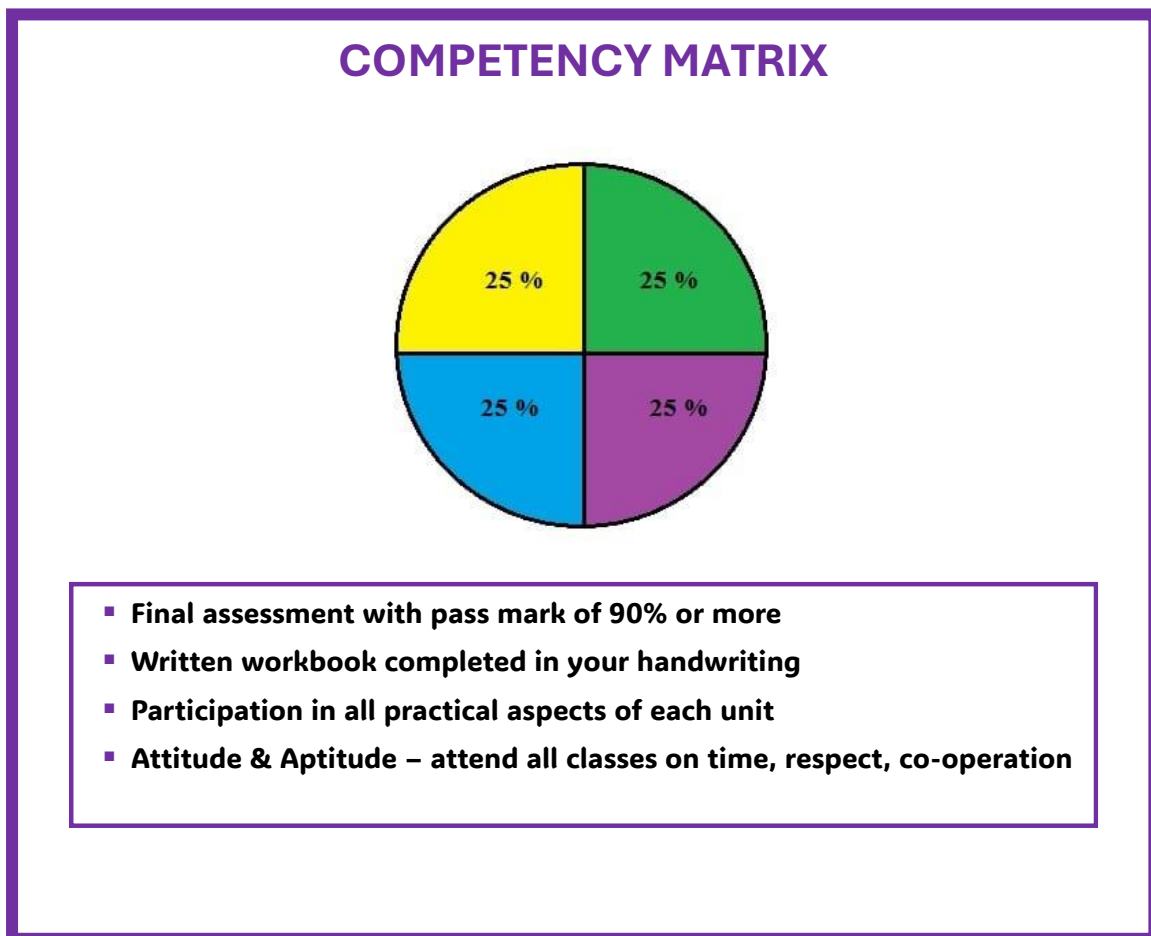 COMPETENCY MATRIX
25 % 25 %
25 % 25 %
▪ Final assessment with pass mark of 90% or more
▪ Written workbook completed in your handwriting
▪ Participation in all practical aspects of each unit
▪ Attitude & Aptitude – attend all classes on time, respect, co-operation